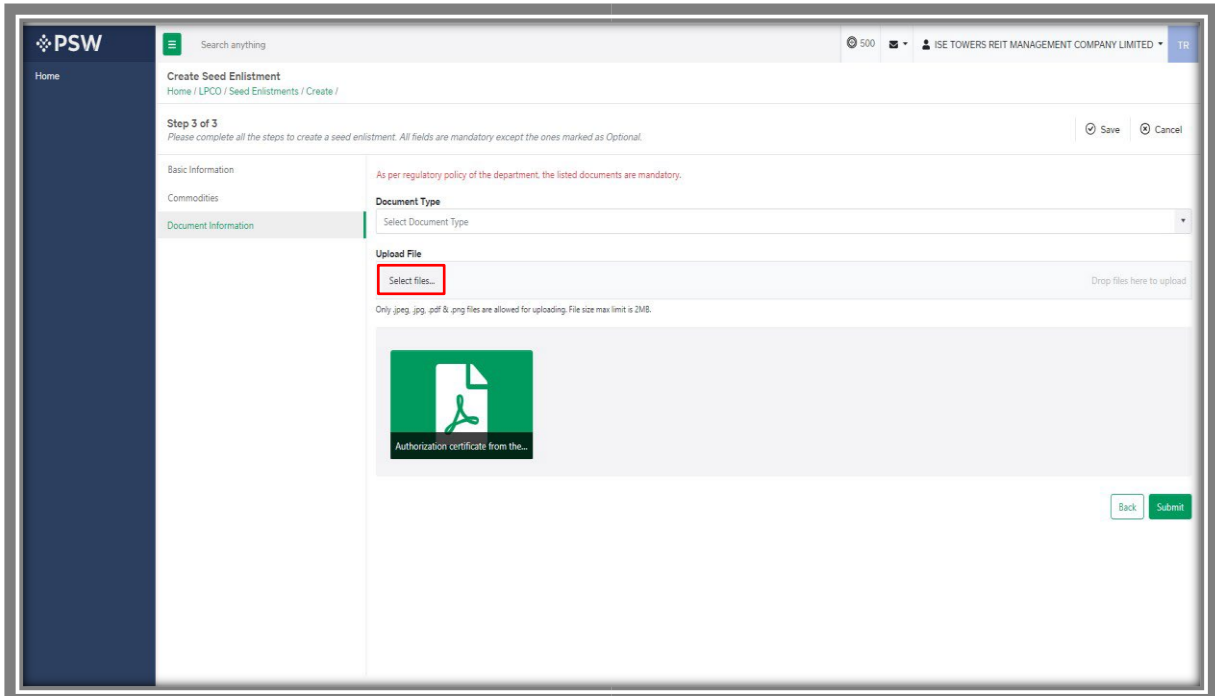 PSW
Search anything
500
ISE TOWERS REIT MANAGEMENT COMPANY LIMITED
TR
Home
Create Seed Enlistment
Home / LPCO / Seed Enlistments / Create /
Step 3 of 3
Please complete all the steps to create a seed enlistment. All fields are mandatory except the ones marked as Optional.
Save
Cancel
Basic Information
Commodities
Document Information
As per regulatory policy of the department, the listed documents are mandatory.
Document Type
Select Document Type
Upload File
Select files...
Drop files here to upload
Only .jpeg, .jpg, .pdf & .png files are allowed for uploading. File size max limit is 2MB.
Authorization certificate from the...
Back
Submit